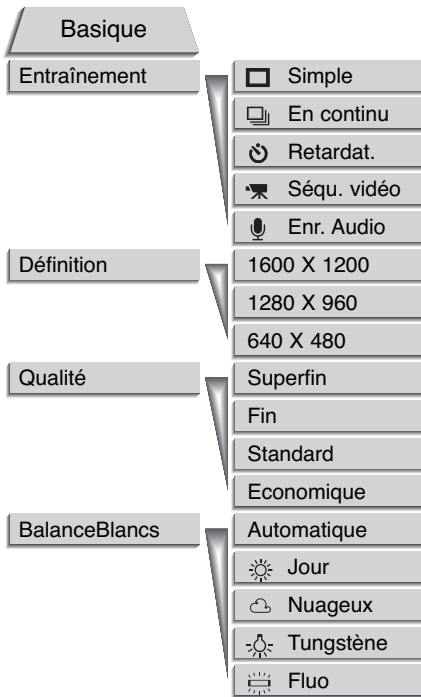 Basique
Entraînement
Simple
En continu
Retardat.
Séqu. vidéo
Enr. Audio
Définition
1600 X 1200
1280 X 960
640 X 480
Qualité
Superfin
Fin
Standard
Economique
BalanceBlancs
Automatique
Jour
Nuageux
Tungstène
Fluo